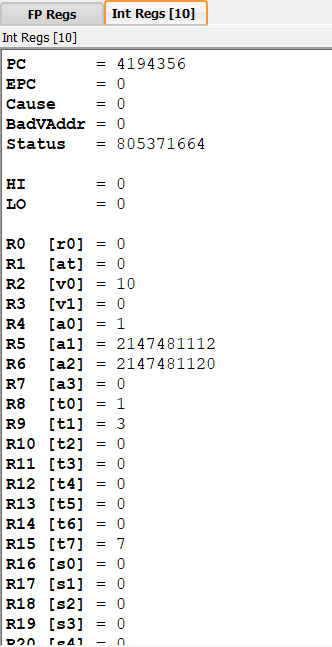 FP Regs Int Regs [10]
Int Regs [10]
PC = 4194356
EPC = 0
Cause = 0
BadVAddr = 0
Status = 805371664
HI = 0
LO = 0
R0 [r0] = 0
R1 [at] = 0
R2 [v0] = 10
R3 [v1] = 0
R4 [a0] = 1
R5 [a1] = 2147481112
R6 [a2] = 2147481120
R7 [a3] = 0
R8 [t0] = 1
R9 [t1] = 3
R10 [t2] = 0
R11 [t3] = 0
R12 [t4] = 0
R13 [t5] = 0
R14 [t6] = 0
R15 [t7] = 7
R16 [s0] = 0
R17 [s1] = 0
R18 [s2] = 0
R19 [s3] = 0
R20 [s4] = 0